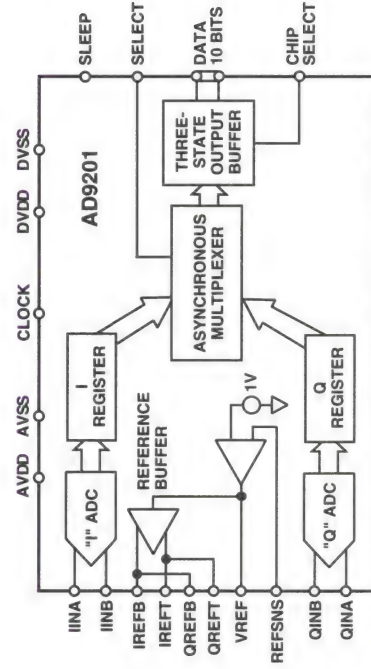 AVDD
AVSS
CLOCK
DVDD
DVSS
IINA
IINB
IREFB
IREFT
QREFB
QREFT
VREF
REFSNS
QINB
QINA
"I" ADC
I
REGISTER
REFERENCE
BUFFER
1V
"Q" ADC
Q
REGISTER
ASYNCHRONOUS
MULTIPLEXER
AD9201
THREE-
STATE
OUTPUT
BUFFER
SLEEP
SELECT
DATA
10 BITS
CHIP
SELECT